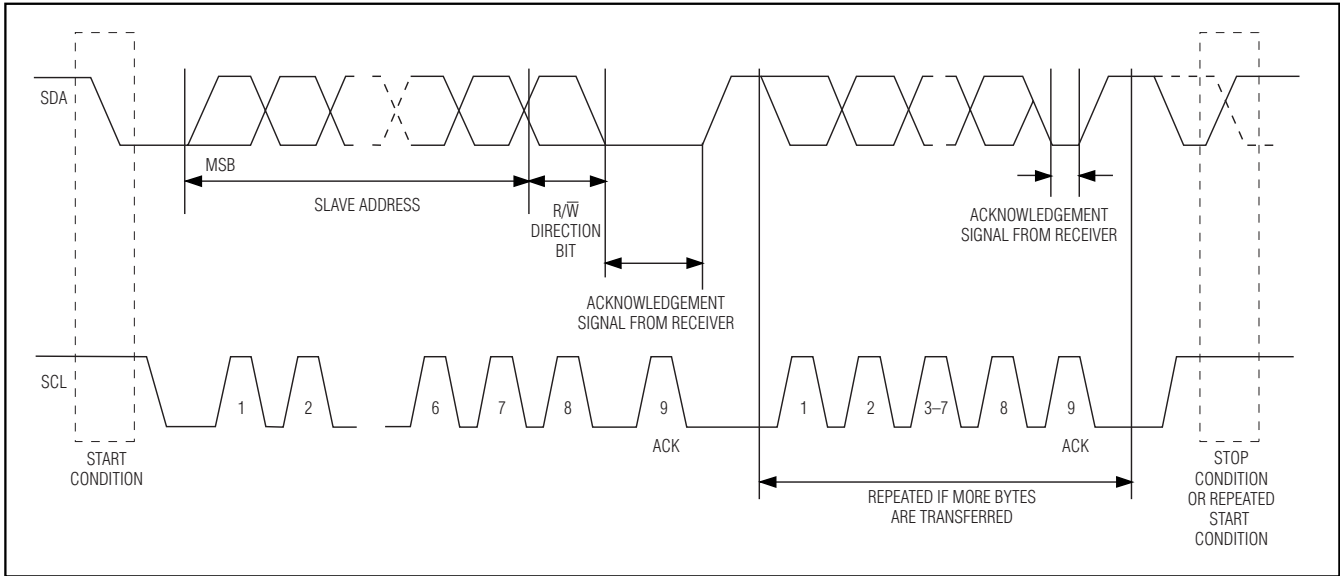 SDA
MSB
SLAVE ADDRESS
R/W̅
DIRECTION
BIT
ACKNOWLEDGEMENT
SIGNAL FROM RECEIVER
ACKNOWLEDGEMENT
SIGNAL FROM RECEIVER
SCL
1 2 6 7 8 9 1 2 3–7 8 9
ACK ACK
START
CONDITION
REPEATED IF MORE BYTES
ARE TRANSFERRED
STOP
CONDITION
OR REPEATED
START
CONDITION